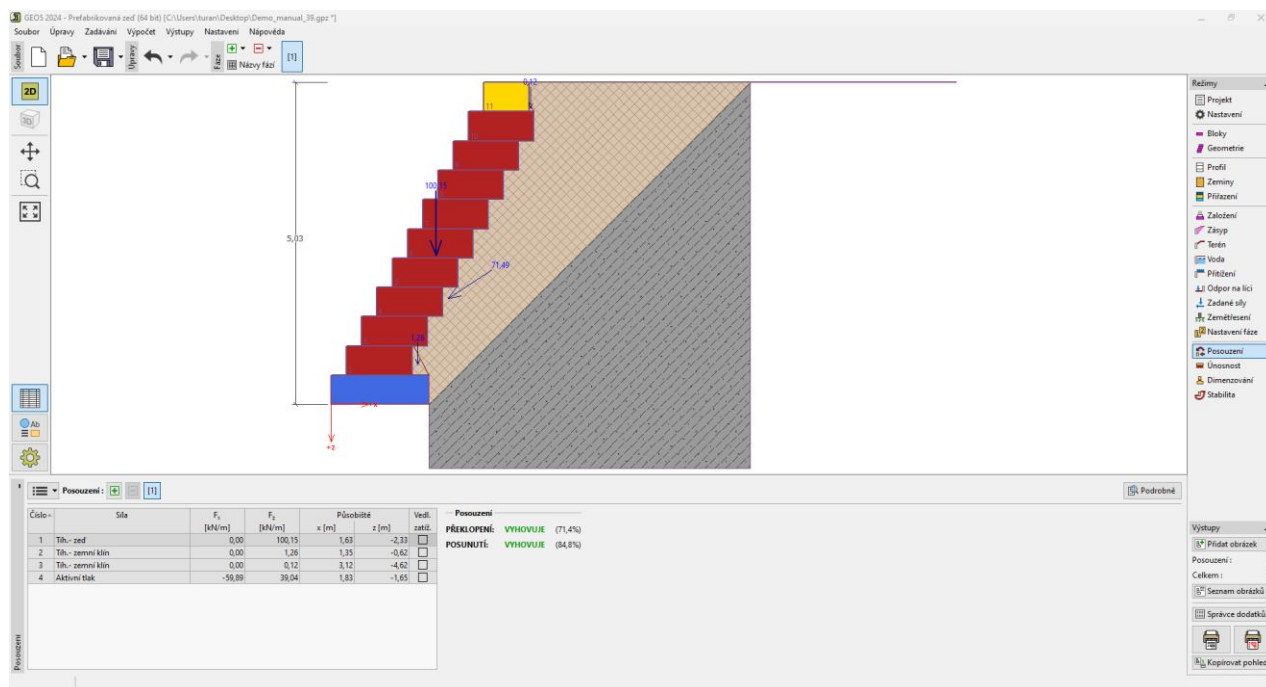 GEO5 2024 - Prefabrikovaná zeď (64 bit) [C:\Users\turan\Desktop\Demo_manual_39.gpz *]
Soubor Úpravy Zadávání Výpočet Výstupy Nastavení Nápověda
Soubor
Úpravy
Fáze
Názvy fází
[1]
2D
3D
Ab
0,12
11
100,15
5,03
71,49
1,26
+x
+z
Režimy
Projekt
Nastavení
Bloky
Geometrie
Profil
Zeminy
Přiřazení
Založení
Zásyp
Terén
Voda
Přitížení
Odpor na líci
Zadané síly
Zemětřesení
Nastavení fáze
Posouzení
Únosnost
Dimenzování
Stabilita
Posouzení : [1]
Podrobně
Číslo Síla Fx Fz Působiště Vedl.
[kN/m] [kN/m] x [m] z [m] zatíž.
1 Tíh.- zeď 0,00 100,15 1,63 -2,33
2 Tíh.- zemní klín 0,00 1,26 1,35 -0,62
3 Tíh.- zemní klín 0,00 0,12 3,12 -4,62
4 Aktivní tlak -59,89 39,04 1,83 -1,65
Posouzení
PŘEKLOPENÍ: VYHOVUJE (71,4%)
POSUNUTÍ: VYHOVUJE (84,8%)
Posouzení
Výstupy
Přidat obrázek
Posouzení :
Celkem :
Seznam obrázků
Správce dodatků
Kopírovat pohled